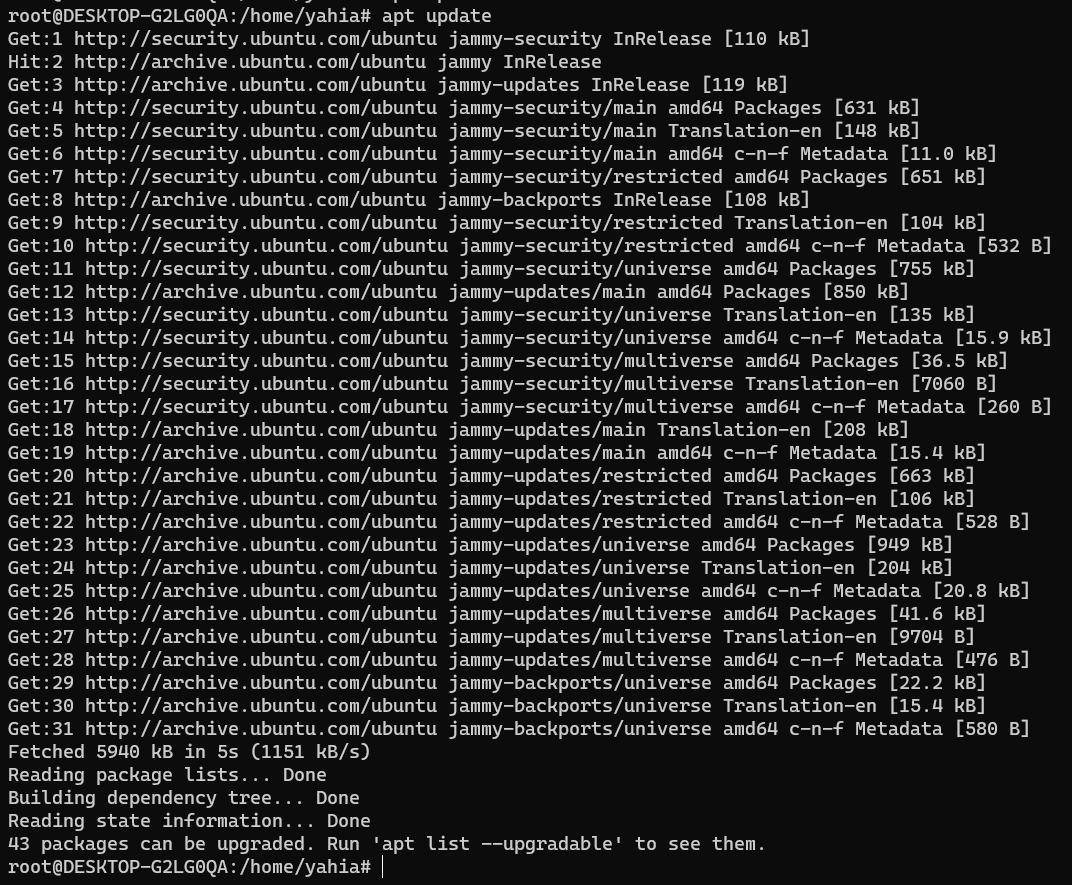 root@DESKTOP-G2LG0QA:/home/yahia# apt update
Get:1 http://security.ubuntu.com/ubuntu jammy-security InRelease [110 kB]
Hit:2 http://archive.ubuntu.com/ubuntu jammy InRelease
Get:3 http://archive.ubuntu.com/ubuntu jammy-updates InRelease [119 kB]
Get:4 http://security.ubuntu.com/ubuntu jammy-security/main amd64 Packages [631 kB]
Get:5 http://security.ubuntu.com/ubuntu jammy-security/main Translation-en [148 kB]
Get:6 http://security.ubuntu.com/ubuntu jammy-security/main amd64 c-n-f Metadata [11.0 kB]
Get:7 http://security.ubuntu.com/ubuntu jammy-security/restricted amd64 Packages [651 kB]
Get:8 http://archive.ubuntu.com/ubuntu jammy-backports InRelease [108 kB]
Get:9 http://security.ubuntu.com/ubuntu jammy-security/restricted Translation-en [104 kB]
Get:10 http://security.ubuntu.com/ubuntu jammy-security/restricted amd64 c-n-f Metadata [532 B]
Get:11 http://security.ubuntu.com/ubuntu jammy-security/universe amd64 Packages [755 kB]
Get:12 http://archive.ubuntu.com/ubuntu jammy-updates/main amd64 Packages [850 kB]
Get:13 http://security.ubuntu.com/ubuntu jammy-security/universe Translation-en [135 kB]
Get:14 http://security.ubuntu.com/ubuntu jammy-security/universe amd64 c-n-f Metadata [15.9 kB]
Get:15 http://security.ubuntu.com/ubuntu jammy-security/multiverse amd64 Packages [36.5 kB]
Get:16 http://security.ubuntu.com/ubuntu jammy-security/multiverse Translation-en [7060 B]
Get:17 http://security.ubuntu.com/ubuntu jammy-security/multiverse amd64 c-n-f Metadata [260 B]
Get:18 http://archive.ubuntu.com/ubuntu jammy-updates/main Translation-en [208 kB]
Get:19 http://archive.ubuntu.com/ubuntu jammy-updates/main amd64 c-n-f Metadata [15.4 kB]
Get:20 http://archive.ubuntu.com/ubuntu jammy-updates/restricted amd64 Packages [663 kB]
Get:21 http://archive.ubuntu.com/ubuntu jammy-updates/restricted Translation-en [106 kB]
Get:22 http://archive.ubuntu.com/ubuntu jammy-updates/restricted amd64 c-n-f Metadata [528 B]
Get:23 http://archive.ubuntu.com/ubuntu jammy-updates/universe amd64 Packages [949 kB]
Get:24 http://archive.ubuntu.com/ubuntu jammy-updates/universe Translation-en [204 kB]
Get:25 http://archive.ubuntu.com/ubuntu jammy-updates/universe amd64 c-n-f Metadata [20.8 kB]
Get:26 http://archive.ubuntu.com/ubuntu jammy-updates/multiverse amd64 Packages [41.6 kB]
Get:27 http://archive.ubuntu.com/ubuntu jammy-updates/multiverse Translation-en [9704 B]
Get:28 http://archive.ubuntu.com/ubuntu jammy-updates/multiverse amd64 c-n-f Metadata [476 B]
Get:29 http://archive.ubuntu.com/ubuntu jammy-backports/universe amd64 Packages [22.2 kB]
Get:30 http://archive.ubuntu.com/ubuntu jammy-backports/universe Translation-en [15.4 kB]
Get:31 http://archive.ubuntu.com/ubuntu jammy-backports/universe amd64 c-n-f Metadata [580 B]
Fetched 5940 kB in 5s (1151 kB/s)
Reading package lists... Done
Building dependency tree... Done
Reading state information... Done
43 packages can be upgraded. Run 'apt list --upgradable' to see them.
root@DESKTOP-G2LG0QA:/home/yahia#